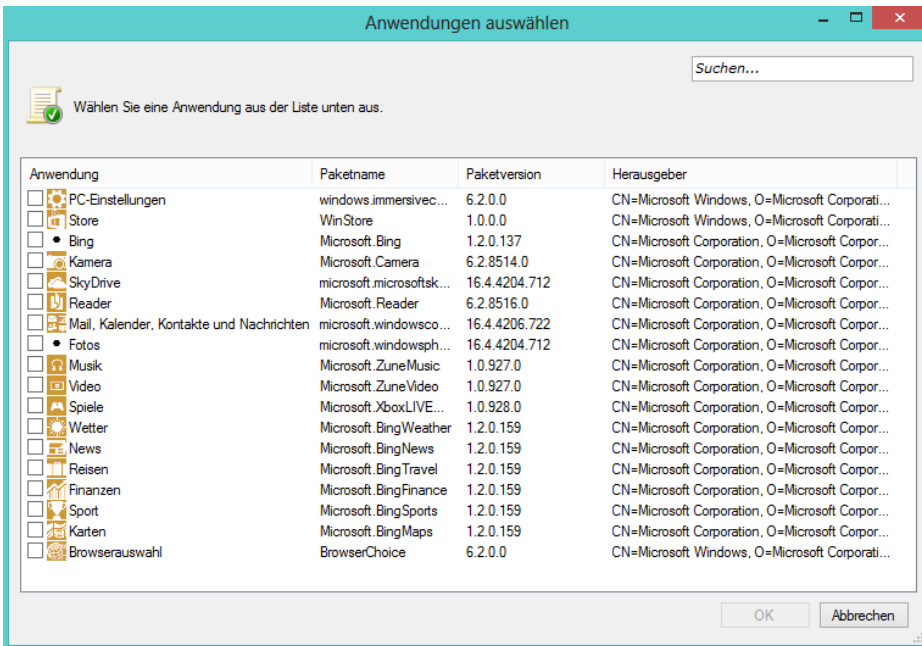 Anwendungen auswählen
Suchen...
Wählen Sie eine Anwendung aus der Liste unten aus.
Anwendung Paketname Paketversion Herausgeber
PC-Einstellungen windows.immersivec... 6.2.0.0 CN=Microsoft Windows, O=Microsoft Corporati...
Store WinStore 1.0.0.0 CN=Microsoft Windows, O=Microsoft Corporati...
Bing Microsoft.Bing 1.2.0.137 CN=Microsoft Corporation, O=Microsoft Corpor...
Kamera Microsoft.Camera 6.2.8514.0 CN=Microsoft Corporation, O=Microsoft Corpor...
SkyDrive microsoft.microsoftsk... 16.4.4204.712 CN=Microsoft Corporation, O=Microsoft Corpor...
Reader Microsoft.Reader 6.2.8516.0 CN=Microsoft Corporation, O=Microsoft Corpor...
Mail, Kalender, Kontakte und Nachrichten microsoft.windowsco... 16.4.4206.722 CN=Microsoft Corporation, O=Microsoft Corpor...
Fotos microsoft.windowsph... 16.4.4204.712 CN=Microsoft Corporation, O=Microsoft Corpor...
Musik Microsoft.ZuneMusic 1.0.927.0 CN=Microsoft Corporation, O=Microsoft Corpor...
Video Microsoft.ZuneVideo 1.0.927.0 CN=Microsoft Corporation, O=Microsoft Corpor...
Spiele Microsoft.XboxLIVE... 1.0.928.0 CN=Microsoft Corporation, O=Microsoft Corpor...
Wetter Microsoft.BingWeather 1.2.0.159 CN=Microsoft Corporation, O=Microsoft Corpor...
News Microsoft.BingNews 1.2.0.159 CN=Microsoft Corporation, O=Microsoft Corpor...
Reisen Microsoft.BingTravel 1.2.0.159 CN=Microsoft Corporation, O=Microsoft Corpor...
Finanzen Microsoft.BingFinance 1.2.0.159 CN=Microsoft Corporation, O=Microsoft Corpor...
Sport Microsoft.BingSports 1.2.0.159 CN=Microsoft Corporation, O=Microsoft Corpor...
Karten Microsoft.BingMaps 1.2.0.159 CN=Microsoft Corporation, O=Microsoft Corpor...
Browserauswahl BrowserChoice 6.2.0.0 CN=Microsoft Windows, O=Microsoft Corporati...
OK Abbrechen